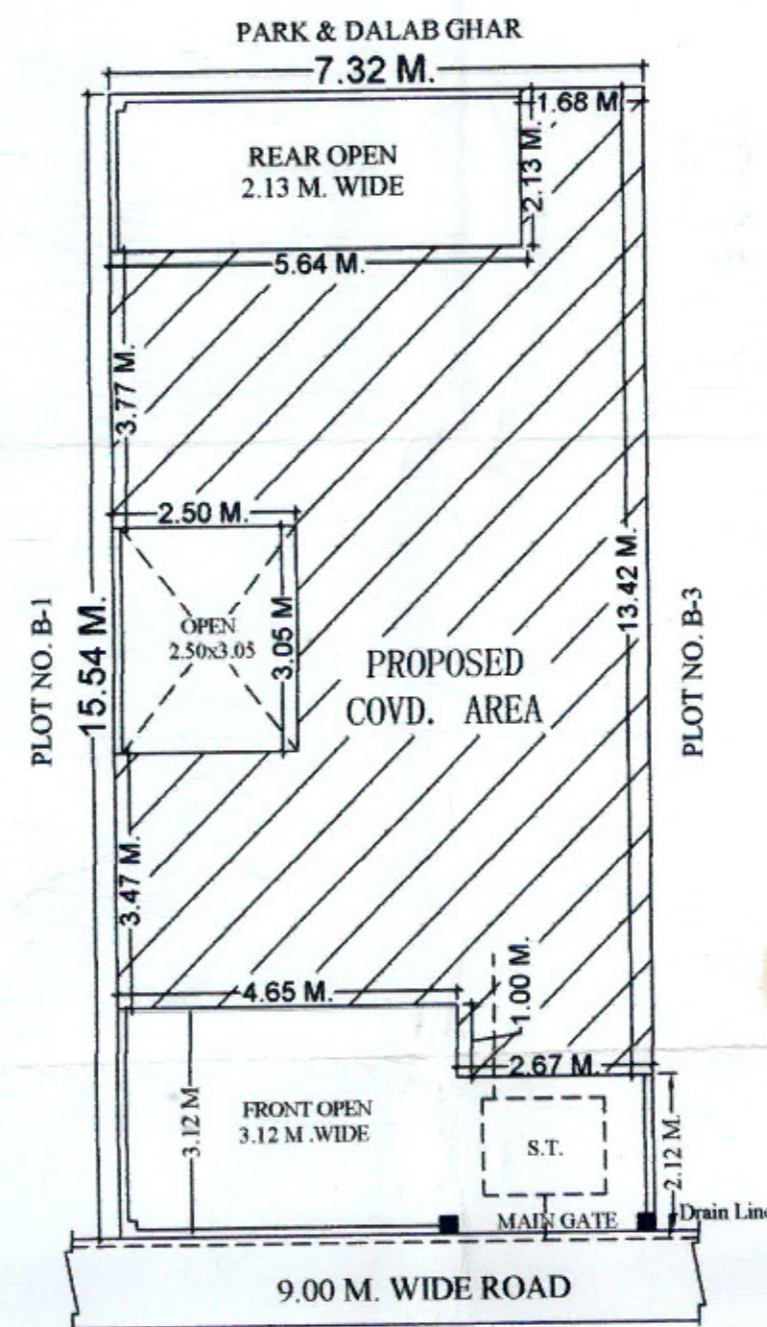 PARK & DALAB GHAR
7.32 M.
1.68 M.
REAR OPEN
2.13 M. WIDE
2.13 M.
5.64 M.
3.77 M.
2.50 M.
OPEN
2.50x3.05
3.05 M
13.42 M.
PLOT NO. B-1
15.54 M.
PROPOSED
COVD. AREA
PLOT NO. B-3
3.47 M.
4.65 M.
1.00 M.
2.67 M.
FRONT OPEN
3.12 M .WIDE
3.12 M
S.T.
2.12 M.
MAIN GATE
Drain Line
9.00 M. WIDE ROAD